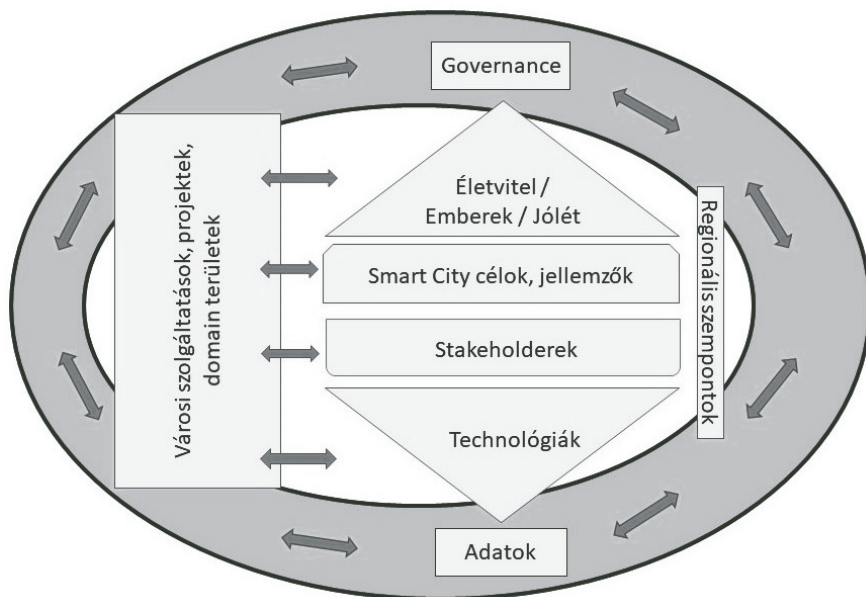 Governance
Városi szolgáltatások, projektek,
domain területek
Életvitel /
Emberek / Jólét
Smart City célok, jellemzők
Stakeholderek
Technológiák
Regionális szempontok
Adatok